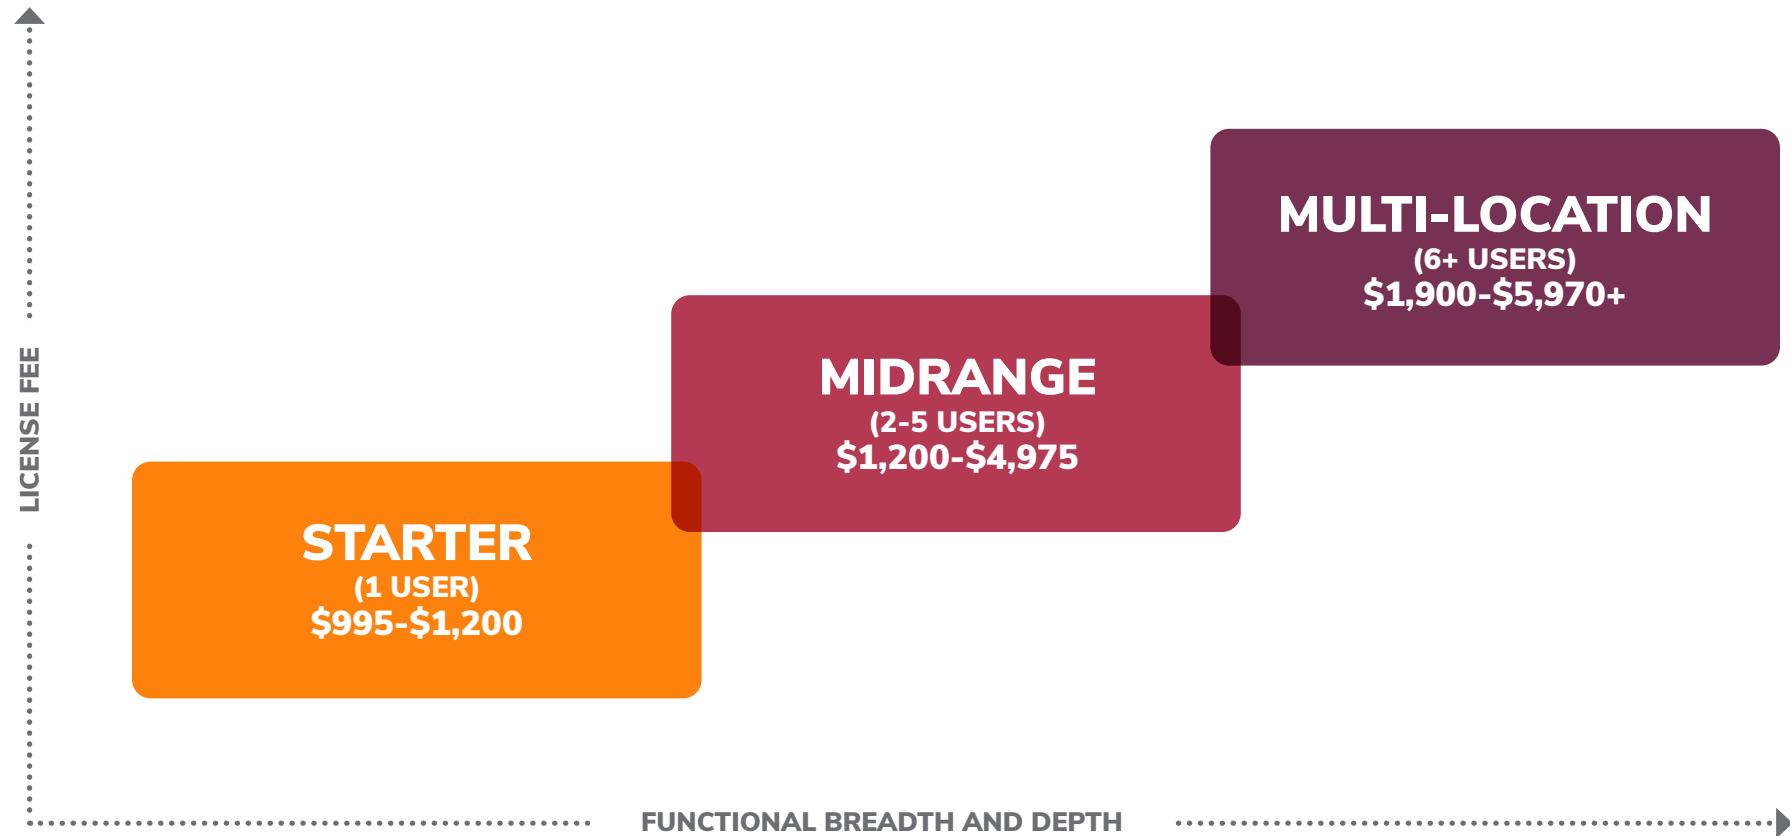 MULTI-LOCATION
(6+ USERS)
$1,900-$5,970+
MIDRANGE
(2-5 USERS)
$1,200-$4,975
LICENSE FEE
STARTER
(1 USER)
$995-$1,200
FUNCTIONAL BREADTH AND DEPTH